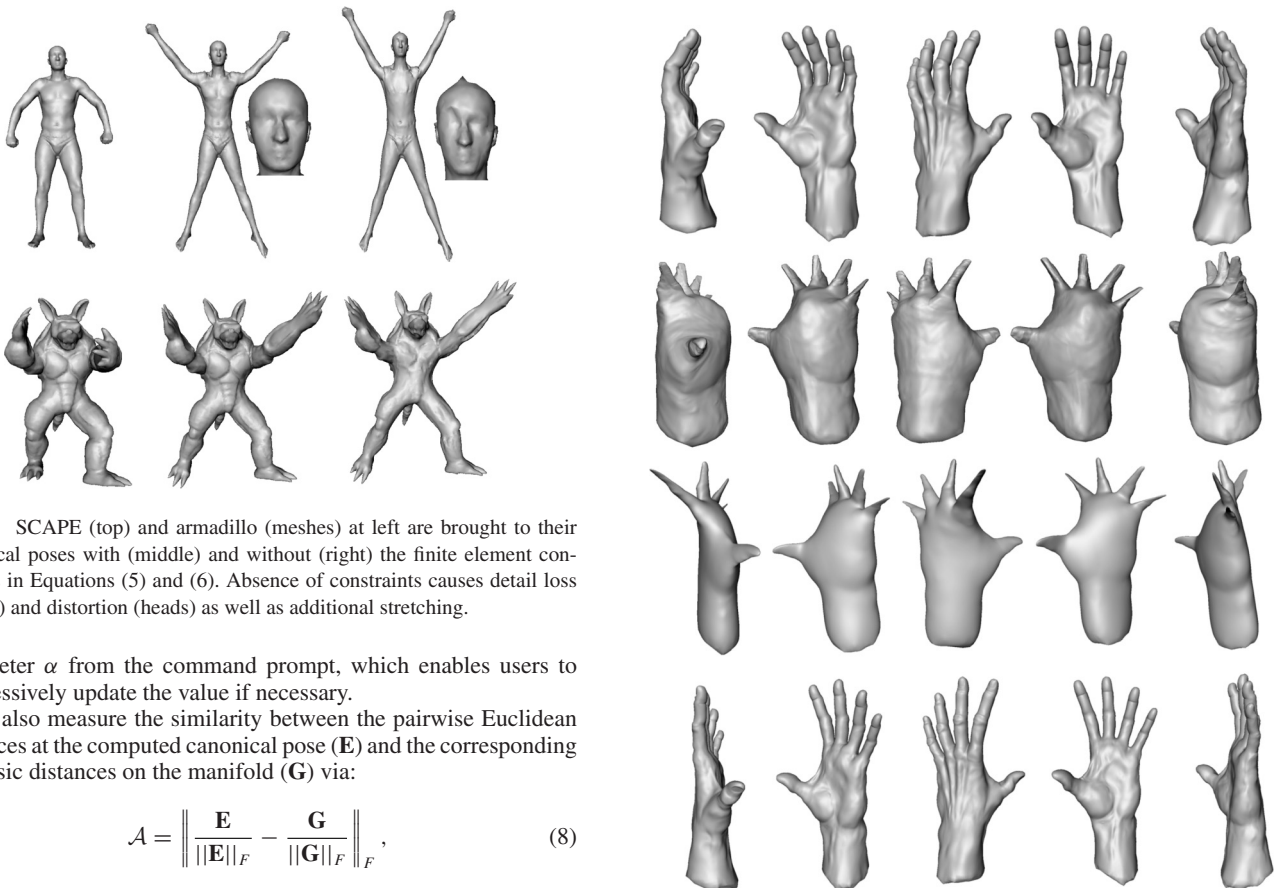 SCAPE (top) and armadillo (meshes) at left are brought to their
cal poses with (middle) and without (right) the finite element con-
in Equations (5) and (6). Absence of constraints causes detail loss
) and distortion (heads) as well as additional stretching.
eter α from the command prompt, which enables users to
essively update the value if necessary.
also measure the similarity between the pairwise Euclidean
ces at the computed canonical pose (E) and the corresponding
sic distances on the manifold (G) via:
𝒜 = ‖ E / ||E||_F − G / ||G||_F ‖_F , (8)